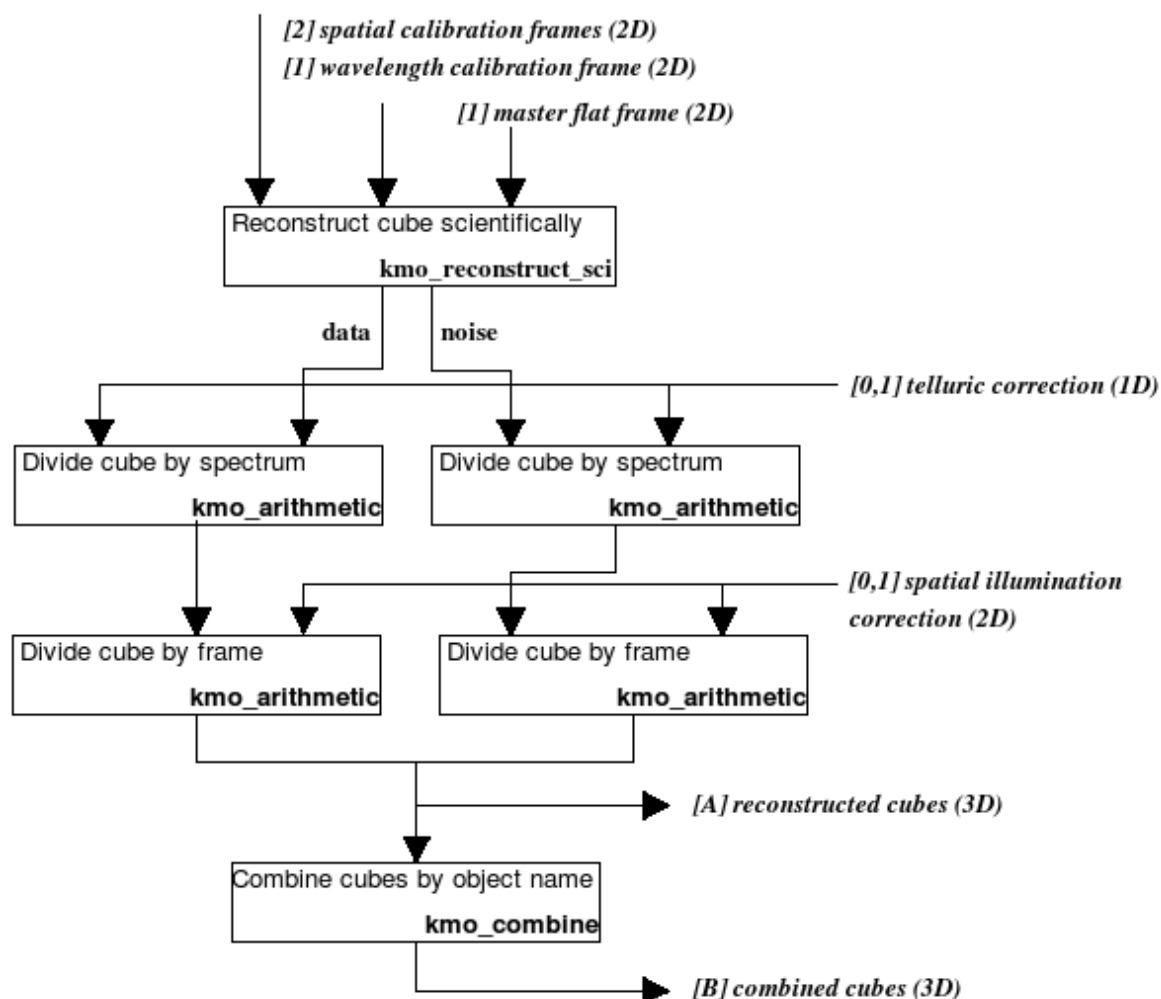 [2] spatial calibration frames (2D)
[1] wavelength calibration frame (2D)
[1] master flat frame (2D)
Reconstruct cube scientifically
kmo_reconstruct_sci
data
noise
[0,1] telluric correction (1D)
Divide cube by spectrum
kmo_arithmetic
Divide cube by spectrum
kmo_arithmetic
[0,1] spatial illumination
correction (2D)
Divide cube by frame
kmo_arithmetic
Divide cube by frame
kmo_arithmetic
[A] reconstructed cubes (3D)
Combine cubes by object name
kmo_combine
[B] combined cubes (3D)